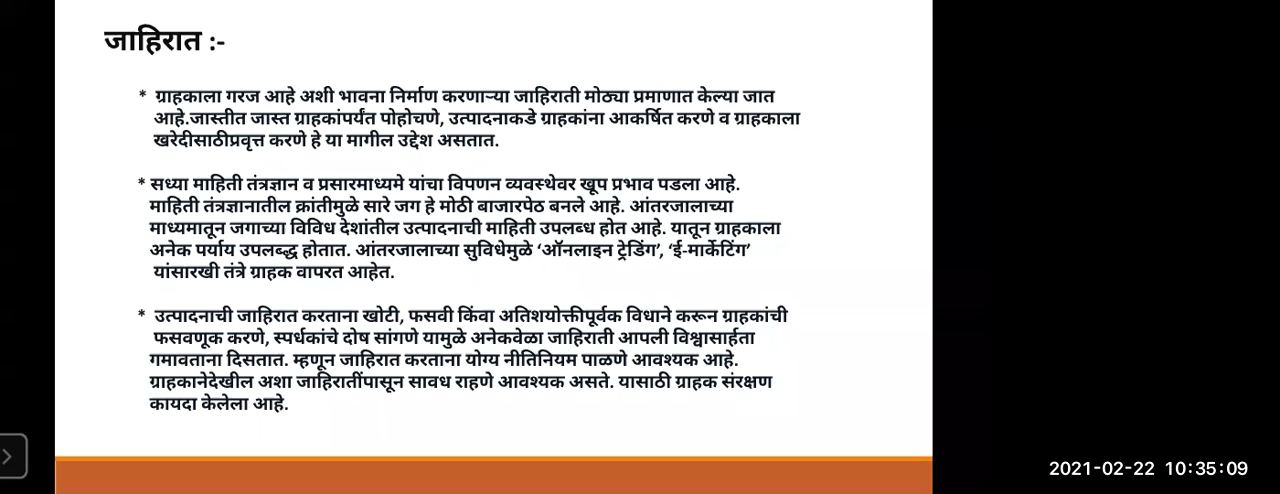 जाहिरात :-
* ग्राहकाला गरज आहे अशी भावना निर्माण करणाऱ्या जाहिराती मोठ्या प्रमाणात केल्या जात
आहे.जास्तीत जास्त ग्राहकांपर्यंत पोहोचणे, उत्पादनाकडे ग्राहकांना आकर्षित करणे व ग्राहकाला
खरेदीसाठीप्रवृत्त करणे हे या मागील उद्देश असतात.
* सध्या माहिती तंत्रज्ञान व प्रसारमाध्यमे यांचा विपणन व्यवस्थेवर खूप प्रभाव पडला आहे.
माहिती तंत्रज्ञानातील क्रांतीमुळे सारे जग हे मोठी बाजारपेठ बनले आहे. आंतरजालाच्या
माध्यमातून जगाच्या विविध देशांतील उत्पादनाची माहिती उपलब्ध होत आहे. यातून ग्राहकाला
अनेक पर्याय उपलब्द्ध होतात. आंतरजालाच्या सुविधेमुळे ‘ऑनलाइन ट्रेडिंग’, ‘ई-मार्केटिंग’
यांसारखी तंत्रे ग्राहक वापरत आहेत.
* उत्पादनाची जाहिरात करताना खोटी, फसवी किंवा अतिशयोक्तीपूर्वक विधाने करून ग्राहकांची
फसवणूक करणे, स्पर्धकांचे दोष सांगणे यामुळे अनेकवेळा जाहिराती आपली विश्वासार्हता
गमावताना दिसतात. म्हणून जाहिरात करताना योग्य नीतिनियम पाळणे आवश्यक आहे.
ग्राहकानेदेखील अशा जाहिरातींपासून सावध राहणे आवश्यक असते. यासाठी ग्राहक संरक्षण
कायदा केलेला आहे.
2021-02-22 10:35:09